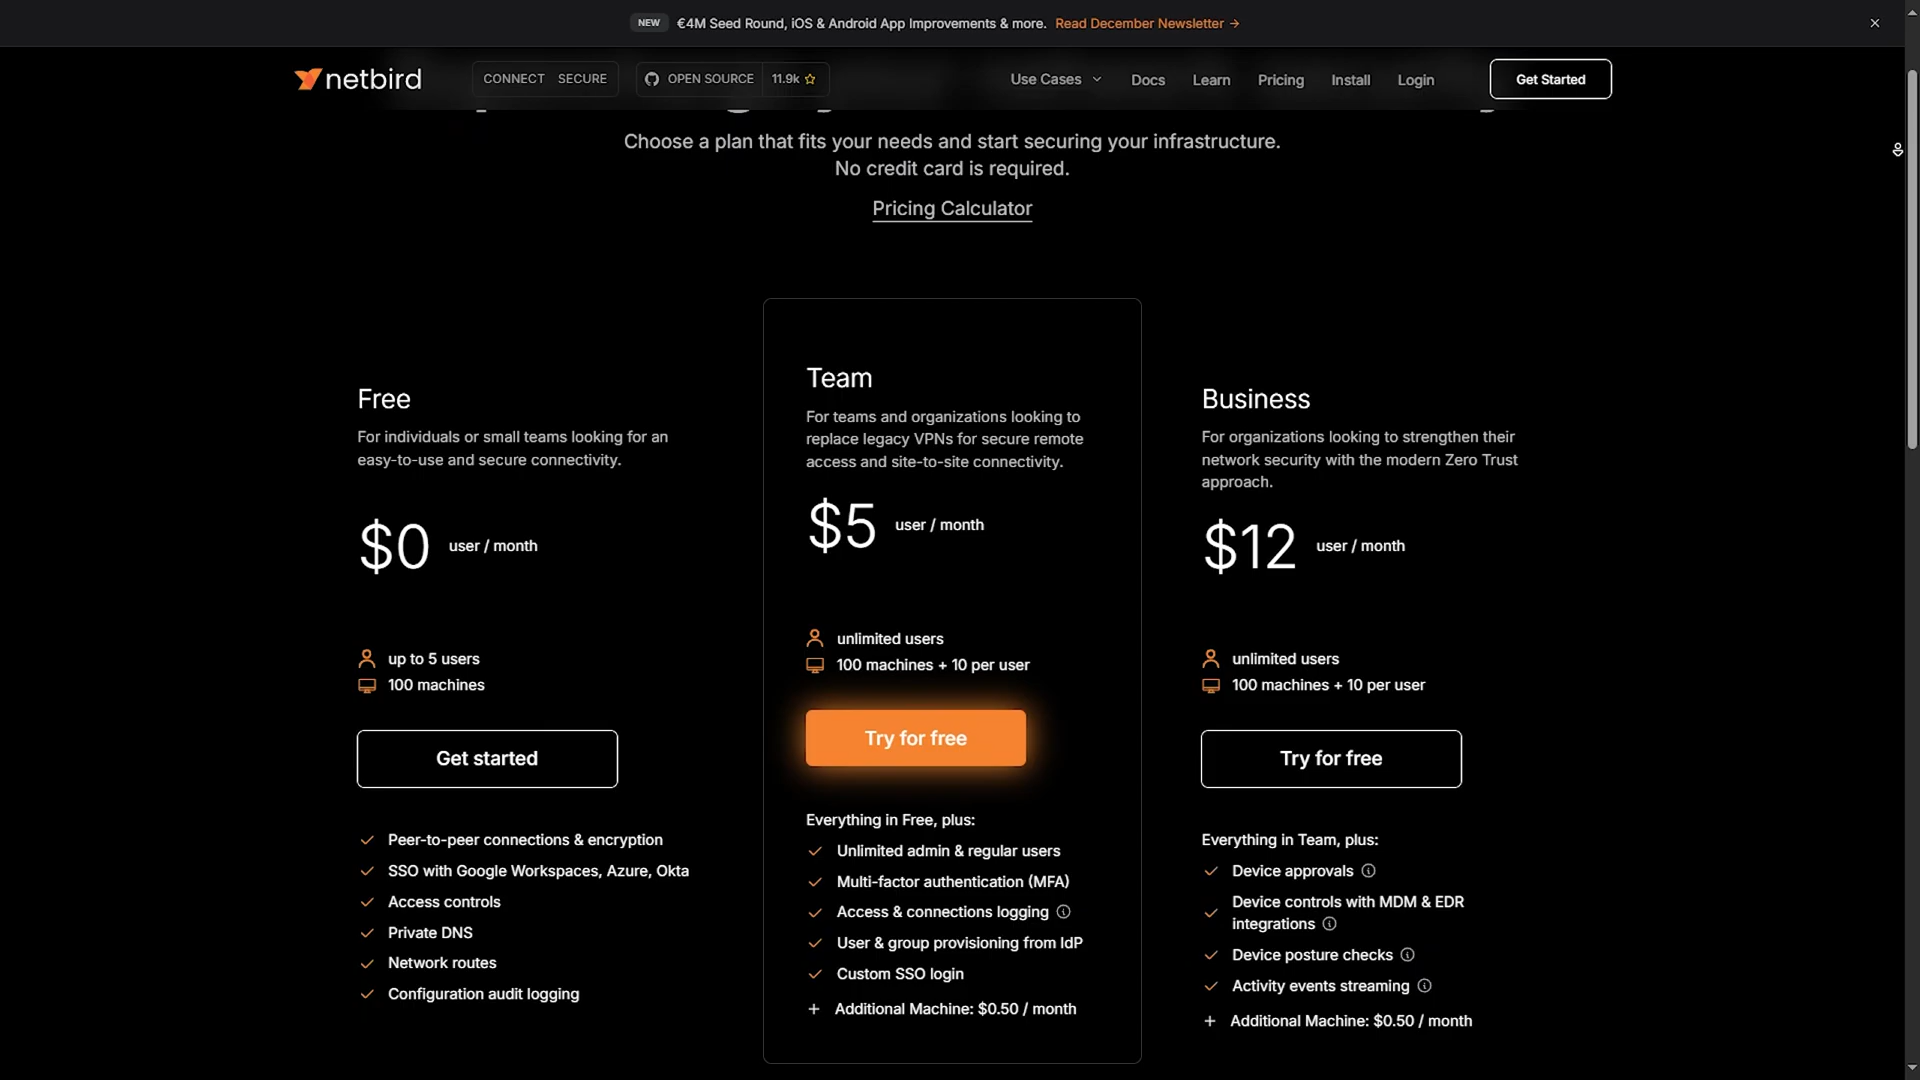 NEW €4M Seed Round, iOS & Android App Improvements & more. Read December Newsletter →
netbird
CONNECT SECURE
OPEN SOURCE 11.9k
Use Cases Docs Learn Pricing Install Login
Get Started
Choose a plan that fits your needs and start securing your infrastructure.
No credit card is required.
Pricing Calculator
Free
For individuals or small teams looking for an
easy-to-use and secure connectivity.
$0 user / month
up to 5 users
100 machines
Get started
Peer-to-peer connections & encryption
SSO with Google Workspaces, Azure, Okta
Access controls
Private DNS
Network routes
Configuration audit logging
Team
For teams and organizations looking to
replace legacy VPNs for secure remote
access and site-to-site connectivity.
$5 user / month
unlimited users
100 machines + 10 per user
Try for free
Everything in Free, plus:
Unlimited admin & regular users
Multi-factor authentication (MFA)
Access & connections logging
User & group provisioning from IdP
Custom SSO login
+ Additional Machine: $0.50 / month
Business
For organizations looking to strengthen their
network security with the modern Zero Trust
approach.
$12 user / month
unlimited users
100 machines + 10 per user
Try for free
Everything in Team, plus:
Device approvals
Device controls with MDM & EDR
integrations
Device posture checks
Activity events streaming
+ Additional Machine: $0.50 / month